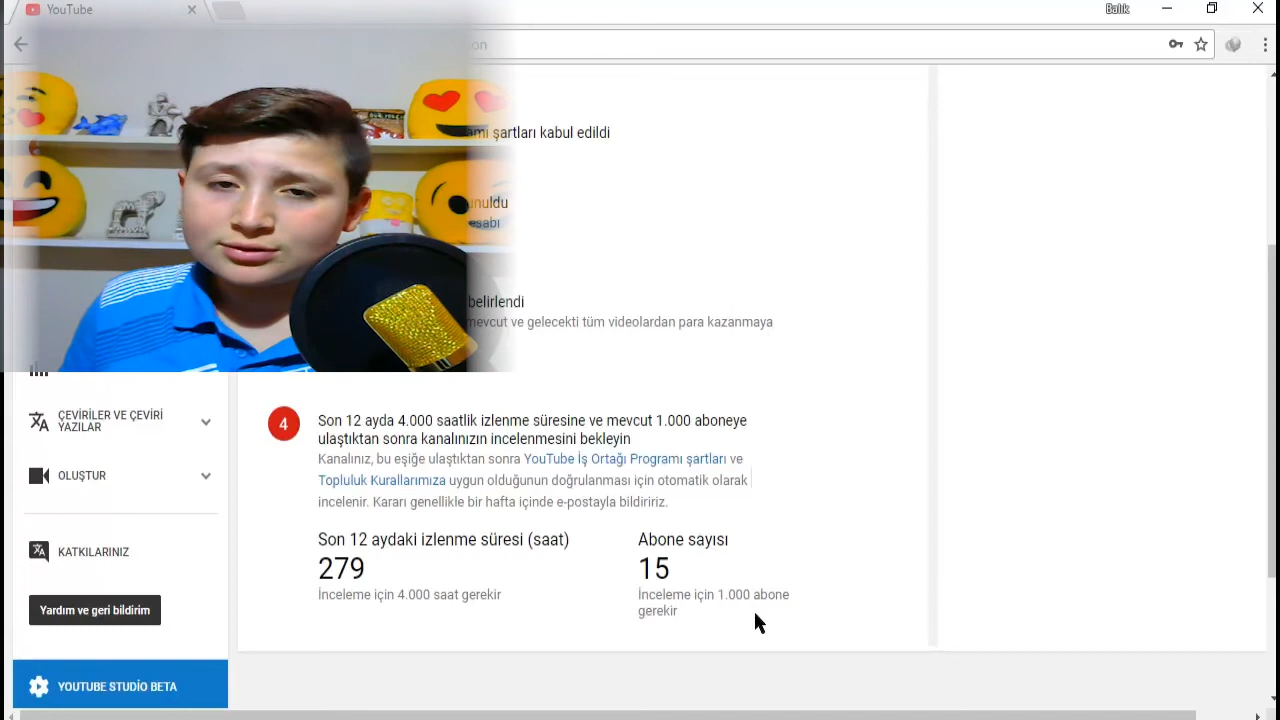 YouTube
Balık
on
amı şartları kabul edildi
unuldu
esabı
belirlendi
mevcut ve gelecekti tüm videolardan para kazanmaya
ÇEVİRİLER VE ÇEVİRİ
YAZILAR
OLUŞTUR
KATKILARINIZ
Yardım ve geri bildirim
YOUTUBE STUDIO BETA
4
Son 12 ayda 4.000 saatlik izlenme süresine ve mevcut 1.000 aboneye
ulaştıktan sonra kanalınızın incelenmesini bekleyin
Kanalınız, bu eşiğe ulaştıktan sonra YouTube İş Ortağı Programı şartları ve
Topluluk Kurallarımıza uygun olduğunun doğrulanması için otomatik olarak
incelenir. Kararı genellikle bir hafta içinde e-postayla bildiririz.
Son 12 aydaki izlenme süresi (saat)
279
İnceleme için 4.000 saat gerekir
Abone sayısı
15
İnceleme için 1.000 abone
gerekir